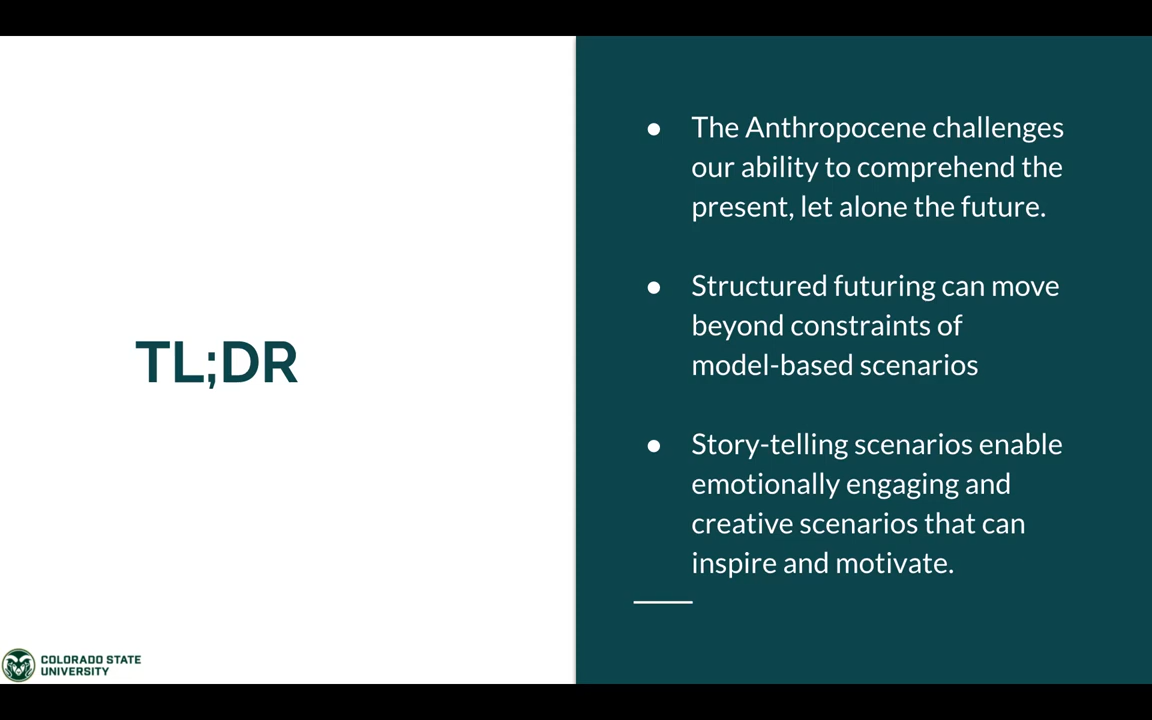 TL;DR
● The Anthropocene challenges
our ability to comprehend the
present, let alone the future.
● Structured futuring can move
beyond constraints of
model-based scenarios
● Story-telling scenarios enable
emotionally engaging and
creative scenarios that can
inspire and motivate.
COLORADO STATE
UNIVERSITY